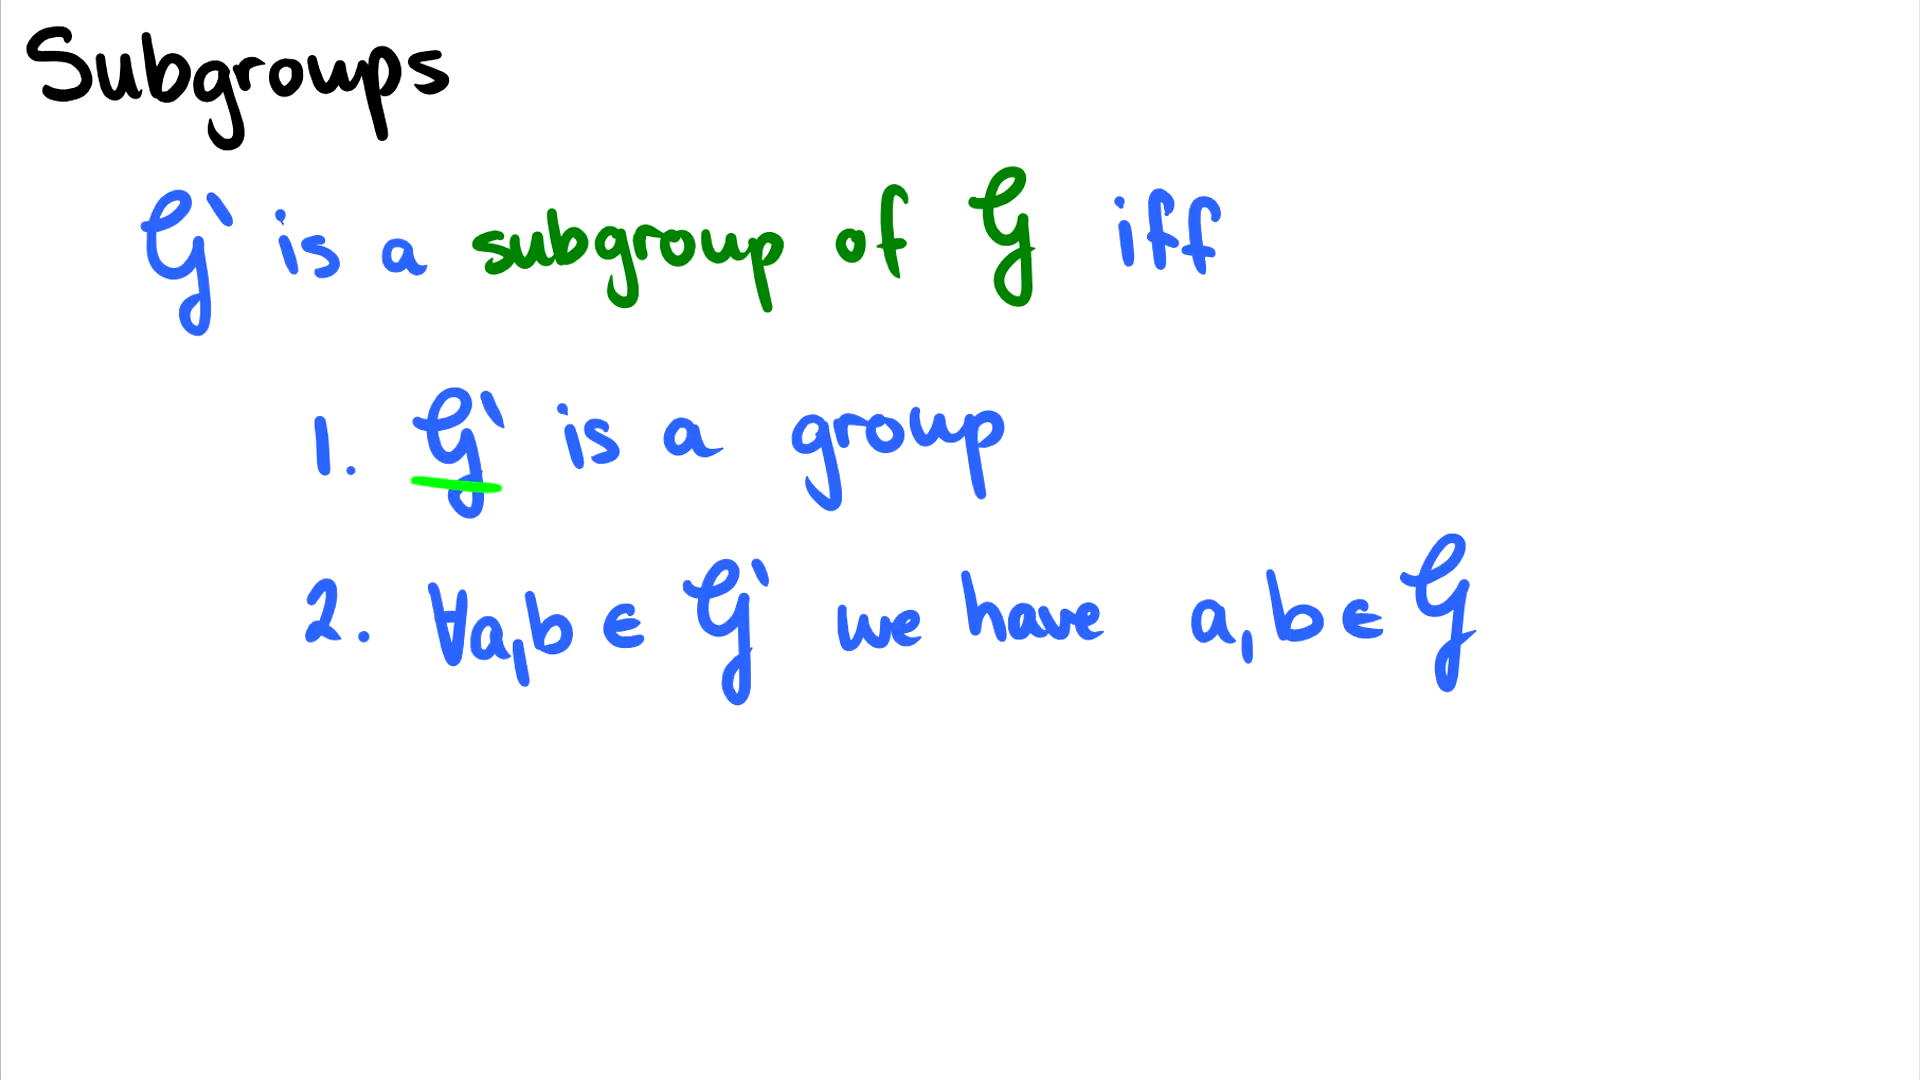 Subgroups
G' is a subgroup of G iff
1. G' is a group
2. ∀a,b ∈ G' we have a,b ∈ G